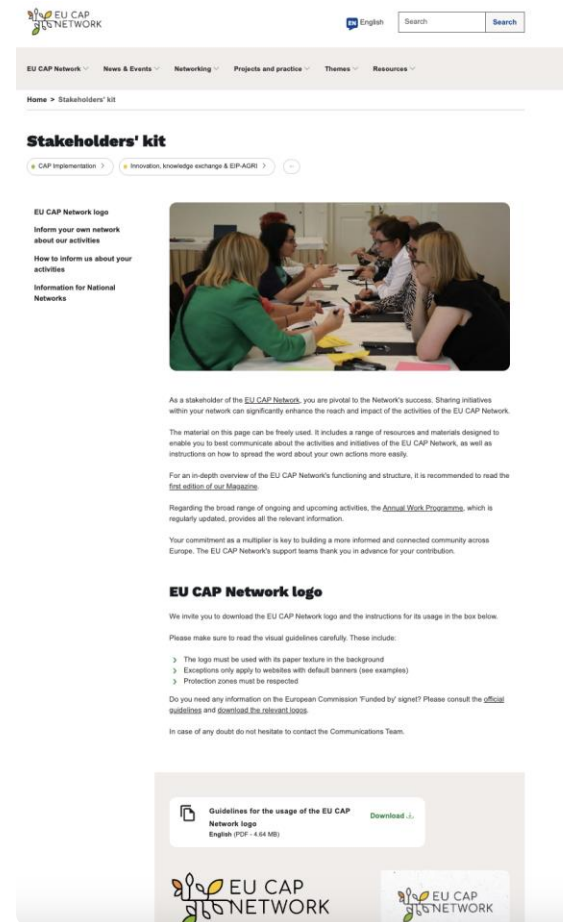 EU CAP
NETWORK
EN English
Search
Search
EU CAP Network
News & Events
Networking
Projects and practice
Themes
Resources
Home > Stakeholders' kit
Stakeholders' kit
CAP Implementation >
Innovation, knowledge exchange & EIP-AGRI >
EU CAP Network logo
Inform your own network
about our activities
How to inform us about your
activities
Information for National
Networks
As a stakeholder of the EU CAP Network, you are pivotal to the Network's success. Sharing initiatives
within your network can significantly enhance the reach and impact of the activities of the EU CAP Network.
The material on this page can be freely used. It includes a range of resources and materials designed to
enable you to best communicate about the activities and initiatives of the EU CAP Network, as well as
instructions on how to spread the word about your own actions more easily.
For an in-depth overview of the EU CAP Network's functioning and structure, it is recommended to read the
first edition of our Magazine.
Regarding the broad range of ongoing and upcoming activities, the Annual Work Programme, which is
regularly updated, provides all the relevant information.
Your commitment as a multiplier is key to building a more informed and connected community across
Europe. The EU CAP Network's support teams thank you in advance for your contribution.
EU CAP Network logo
We invite you to download the EU CAP Network logo and the instructions for its usage in the box below.
Please make sure to read the visual guidelines carefully. These include:
> The logo must be used with its paper texture in the background
> Exceptions only apply to websites with default banners (see examples)
> Protection zones must be respected
Do you need any information on the European Commission 'Funded by' signet? Please consult the official
guidelines and download the relevant logos.
In case of any doubt do not hesitate to contact the Communications Team.
Guidelines for the usage of the EU CAP
Network logo
English (PDF - 4.64 MB)
Download
EU CAP
NETWORK
EU CAP
NETWORK